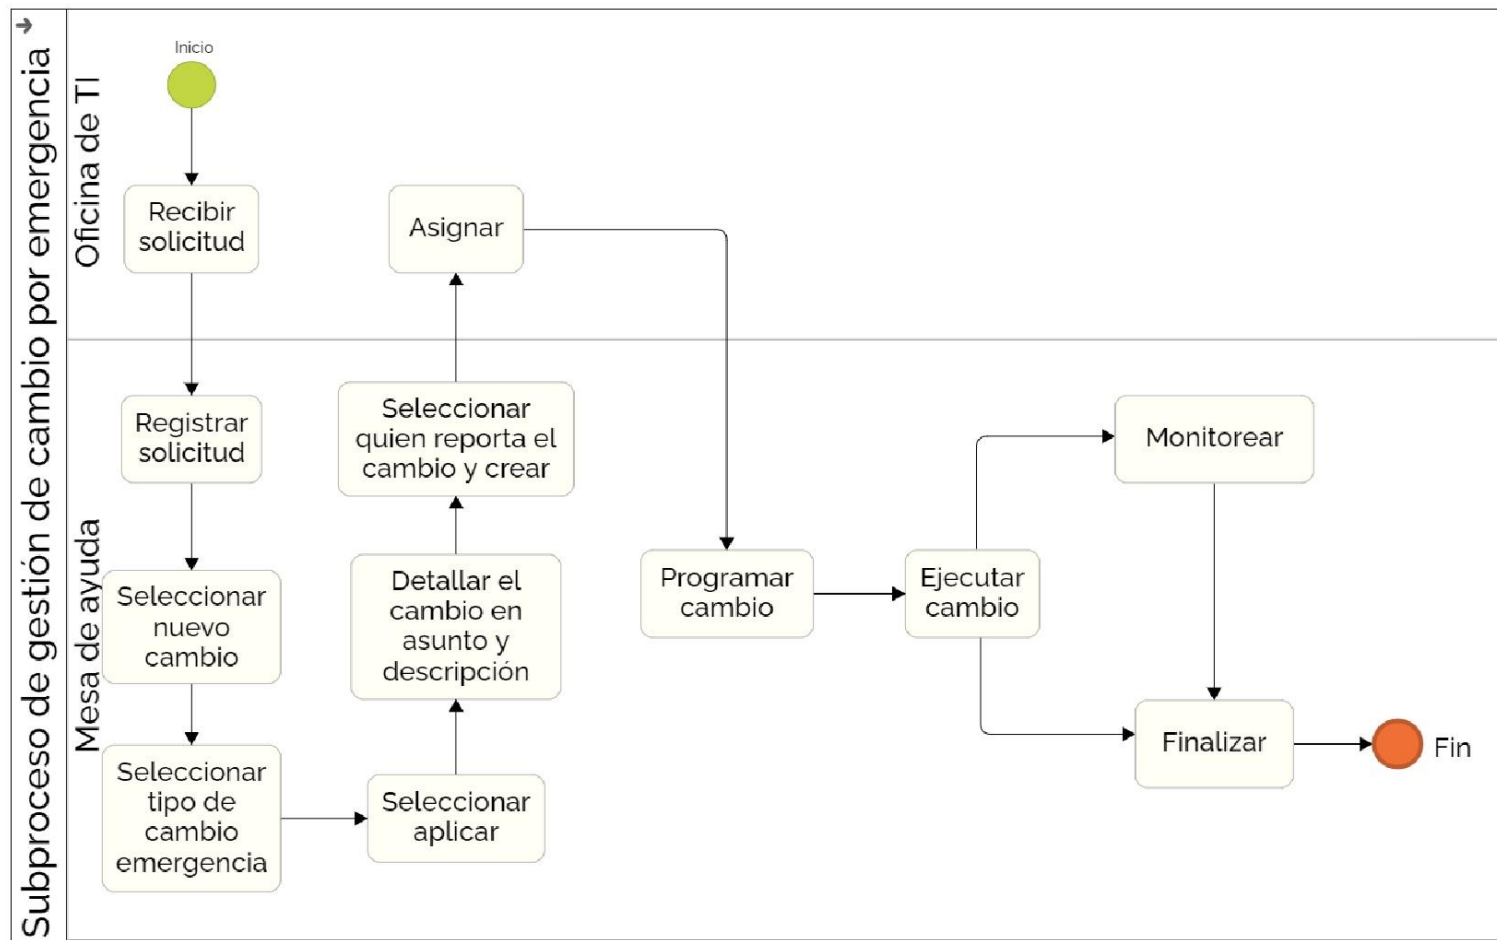 Subproceso de gestión de cambio por emergencia
Oficina de TI
Inicio
Recibir
solicitud
Asignar
Mesa de ayuda
Registrar
solicitud
Seleccionar
nuevo
cambio
Seleccionar
tipo de
cambio
emergencia
Seleccionar
aplicar
Detallar el
cambio en
asunto y
descripción
Seleccionar
quien reporta el
cambio y crear
Programar
cambio
Ejecutar
cambio
Monitorear
Finalizar
Fin